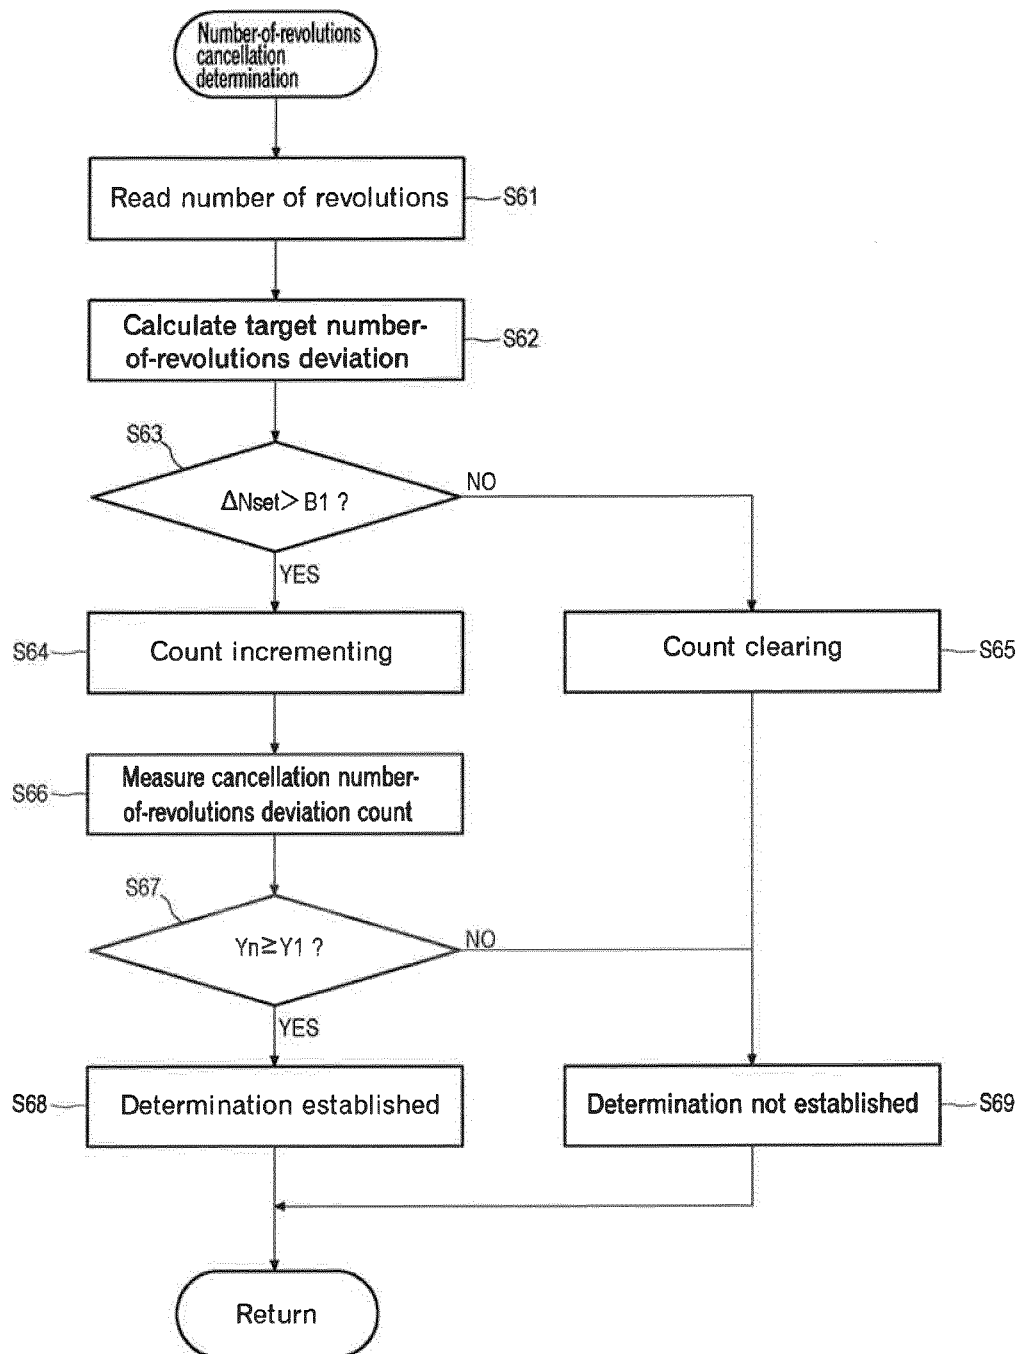 Number-of-revolutions
cancellation
determination
Read number of revolutions
S61
Calculate target number-
of-revolutions deviation
S62
S63
ΔNset> B1 ?
NO
YES
S64
Count incrementing
Count clearing
S65
S66
Measure cancellation number-
of-revolutions deviation count
S67
Yn≧Y1 ?
NO
YES
S68
Determination established
Determination not established
S69
Return